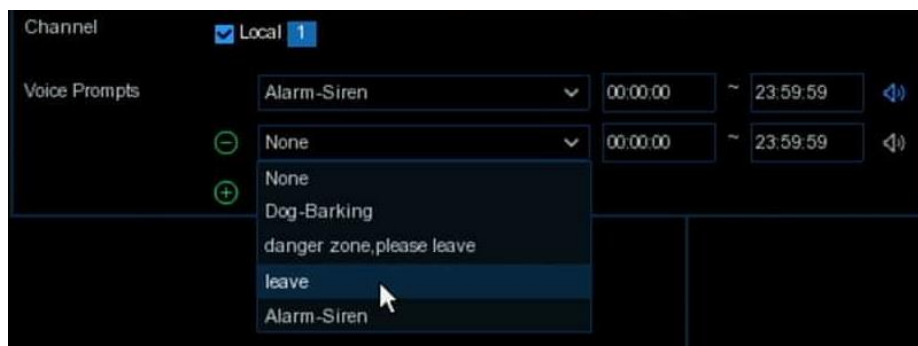 Channel Local 1
Voice Prompts Alarm-Siren 00:00:00 ~ 23:59:59
None 00:00:00 ~ 23:59:59
None
Dog-Barking
danger zone,please leave
leave
Alarm-Siren